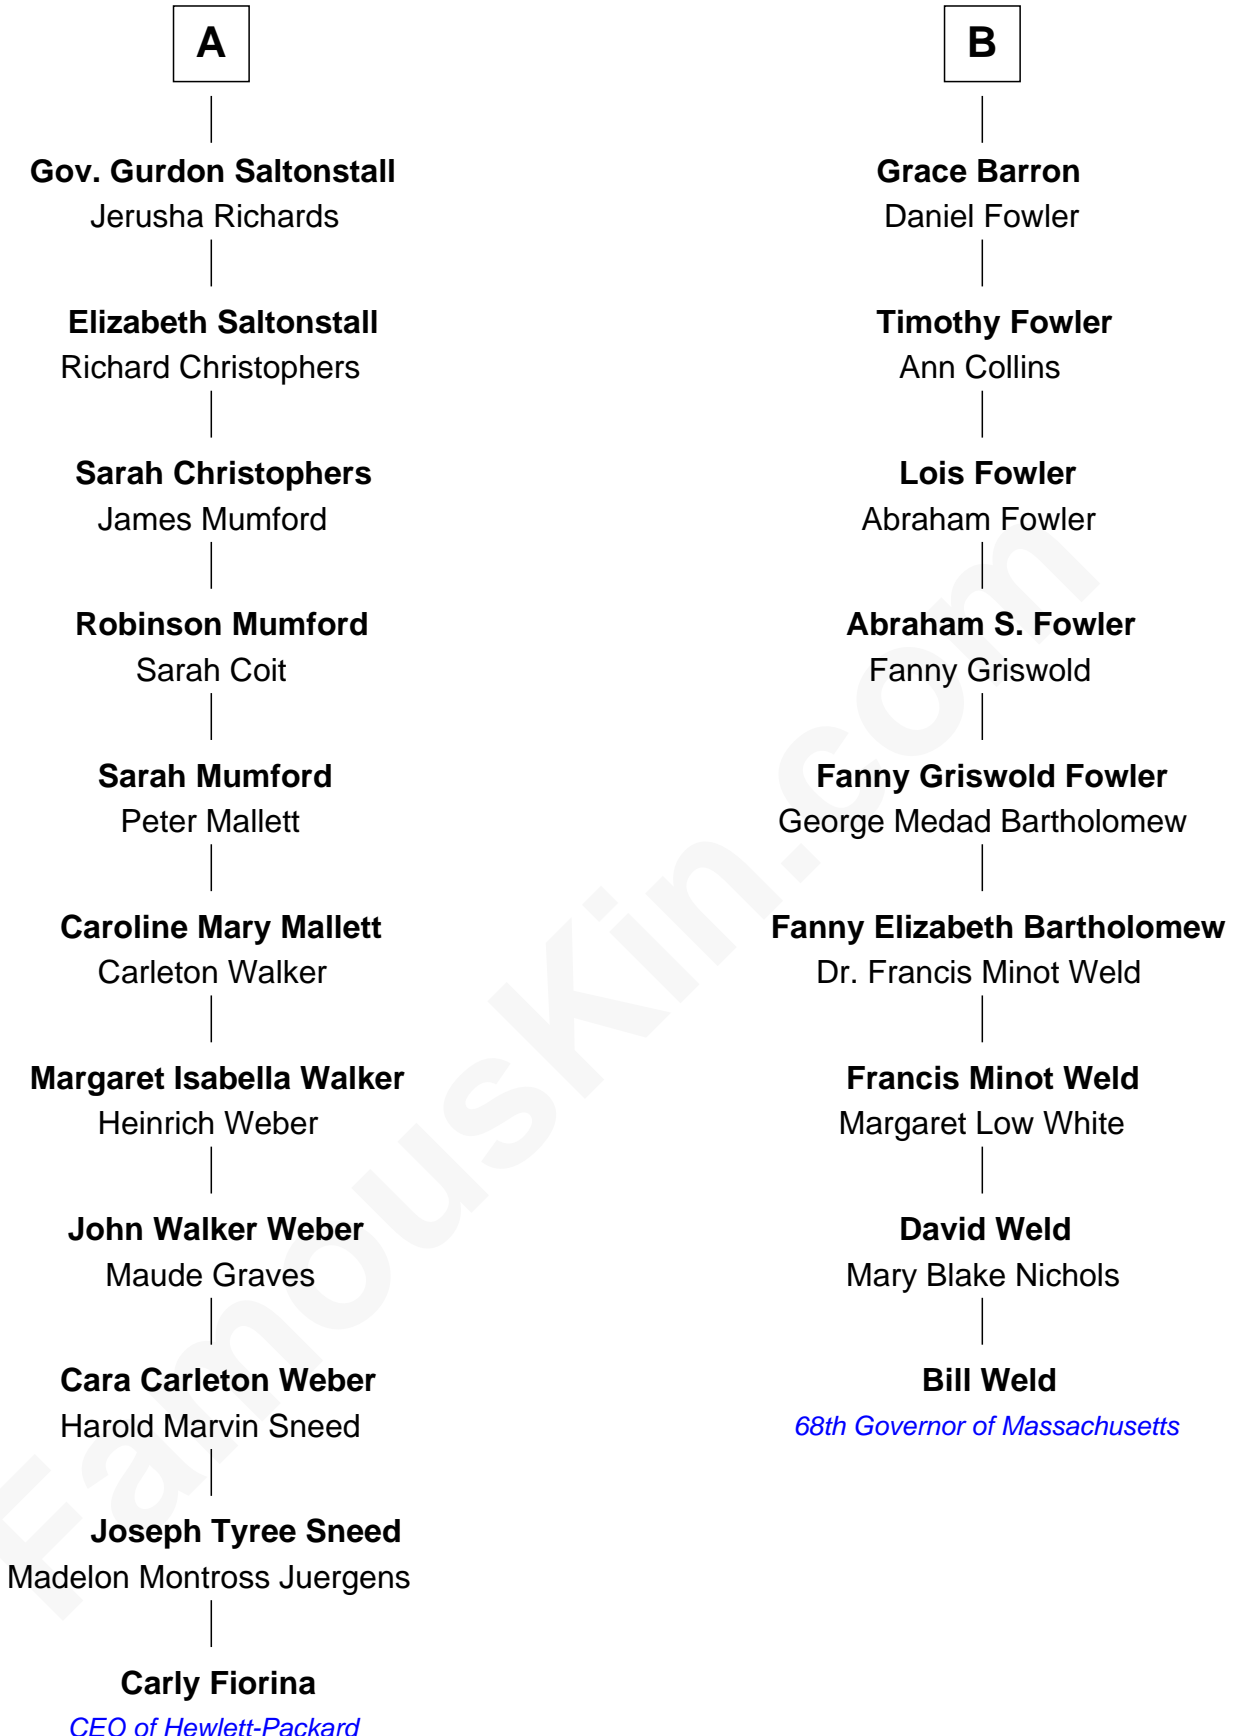 A
Gov. Gurdon Saltonstall
Jerusha Richards
Elizabeth Saltonstall
Richard Christophers
Sarah Christophers
James Mumford
Robinson Mumford
Sarah Coit
Sarah Mumford
Peter Mallett
Caroline Mary Mallett
Carleton Walker
Margaret Isabella Walker
Heinrich Weber
John Walker Weber
Maude Graves
Cara Carleton Weber
Harold Marvin Sneed
Joseph Tyree Sneed
Madelon Montross Juergens
Carly Fiorina
CEO of Hewlett-Packard
B
Grace Barron
Daniel Fowler
Timothy Fowler
Ann Collins
Lois Fowler
Abraham Fowler
Abraham S. Fowler
Fanny Griswold
Fanny Griswold Fowler
George Medad Bartholomew
Fanny Elizabeth Bartholomew
Dr. Francis Minot Weld
Francis Minot Weld
Margaret Low White
David Weld
Mary Blake Nichols
Bill Weld
68th Governor of Massachusetts
FamousKin.com